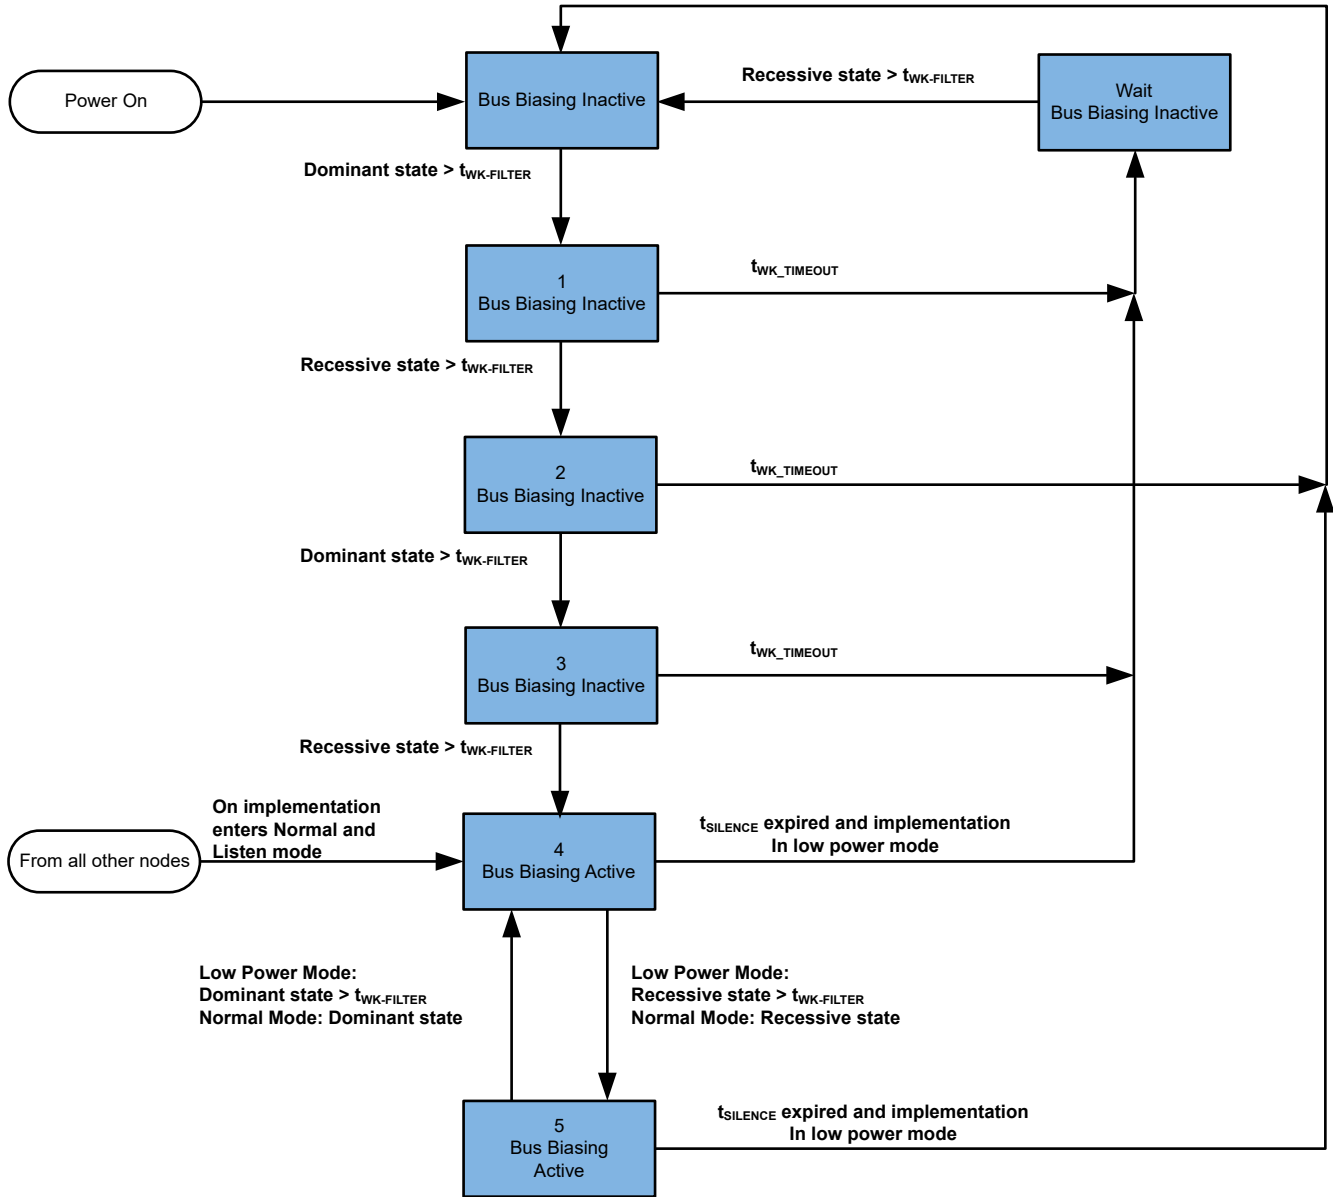 Power On
Bus Biasing Inactive
Recessive state > tWK-FILTER
Wait
Bus Biasing Inactive
Dominant state > tWK-FILTER
1
Bus Biasing Inactive
tWK_TIMEOUT
Recessive state > tWK-FILTER
2
Bus Biasing Inactive
tWK_TIMEOUT
Dominant state > tWK-FILTER
3
Bus Biasing Inactive
tWK_TIMEOUT
Recessive state > tWK-FILTER
From all other nodes
On implementation
enters Normal and
Listen mode
4
Bus Biasing Active
tSILENCE expired and implementation
In low power mode
Low Power Mode:
Dominant state > tWK-FILTER
Normal Mode: Dominant state
Low Power Mode:
Recessive state > tWK-FILTER
Normal Mode: Recessive state
5
Bus Biasing
Active
tSILENCE expired and implementation
In low power mode